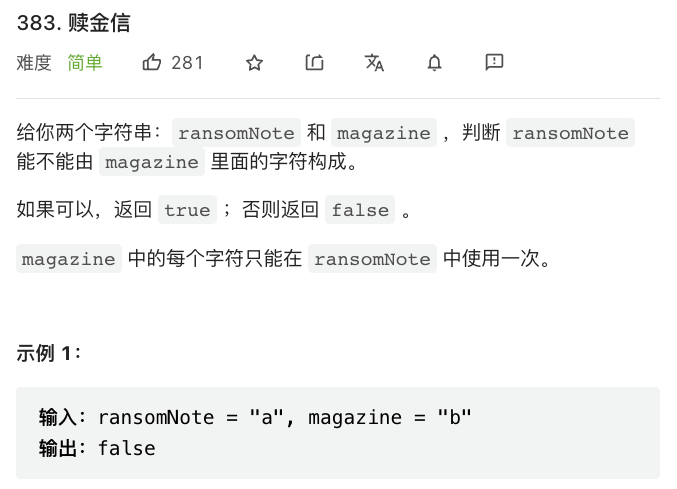 383. 赎金信
难度 简单 281
给你两个字符串：ransomNote 和 magazine ，判断 ransomNote
能不能由 magazine 里面的字符构成。
如果可以，返回 true ；否则返回 false 。
magazine 中的每个字符只能在 ransomNote 中使用一次。
示例 1：
输入：ransomNote = "a", magazine = "b"
输出：false